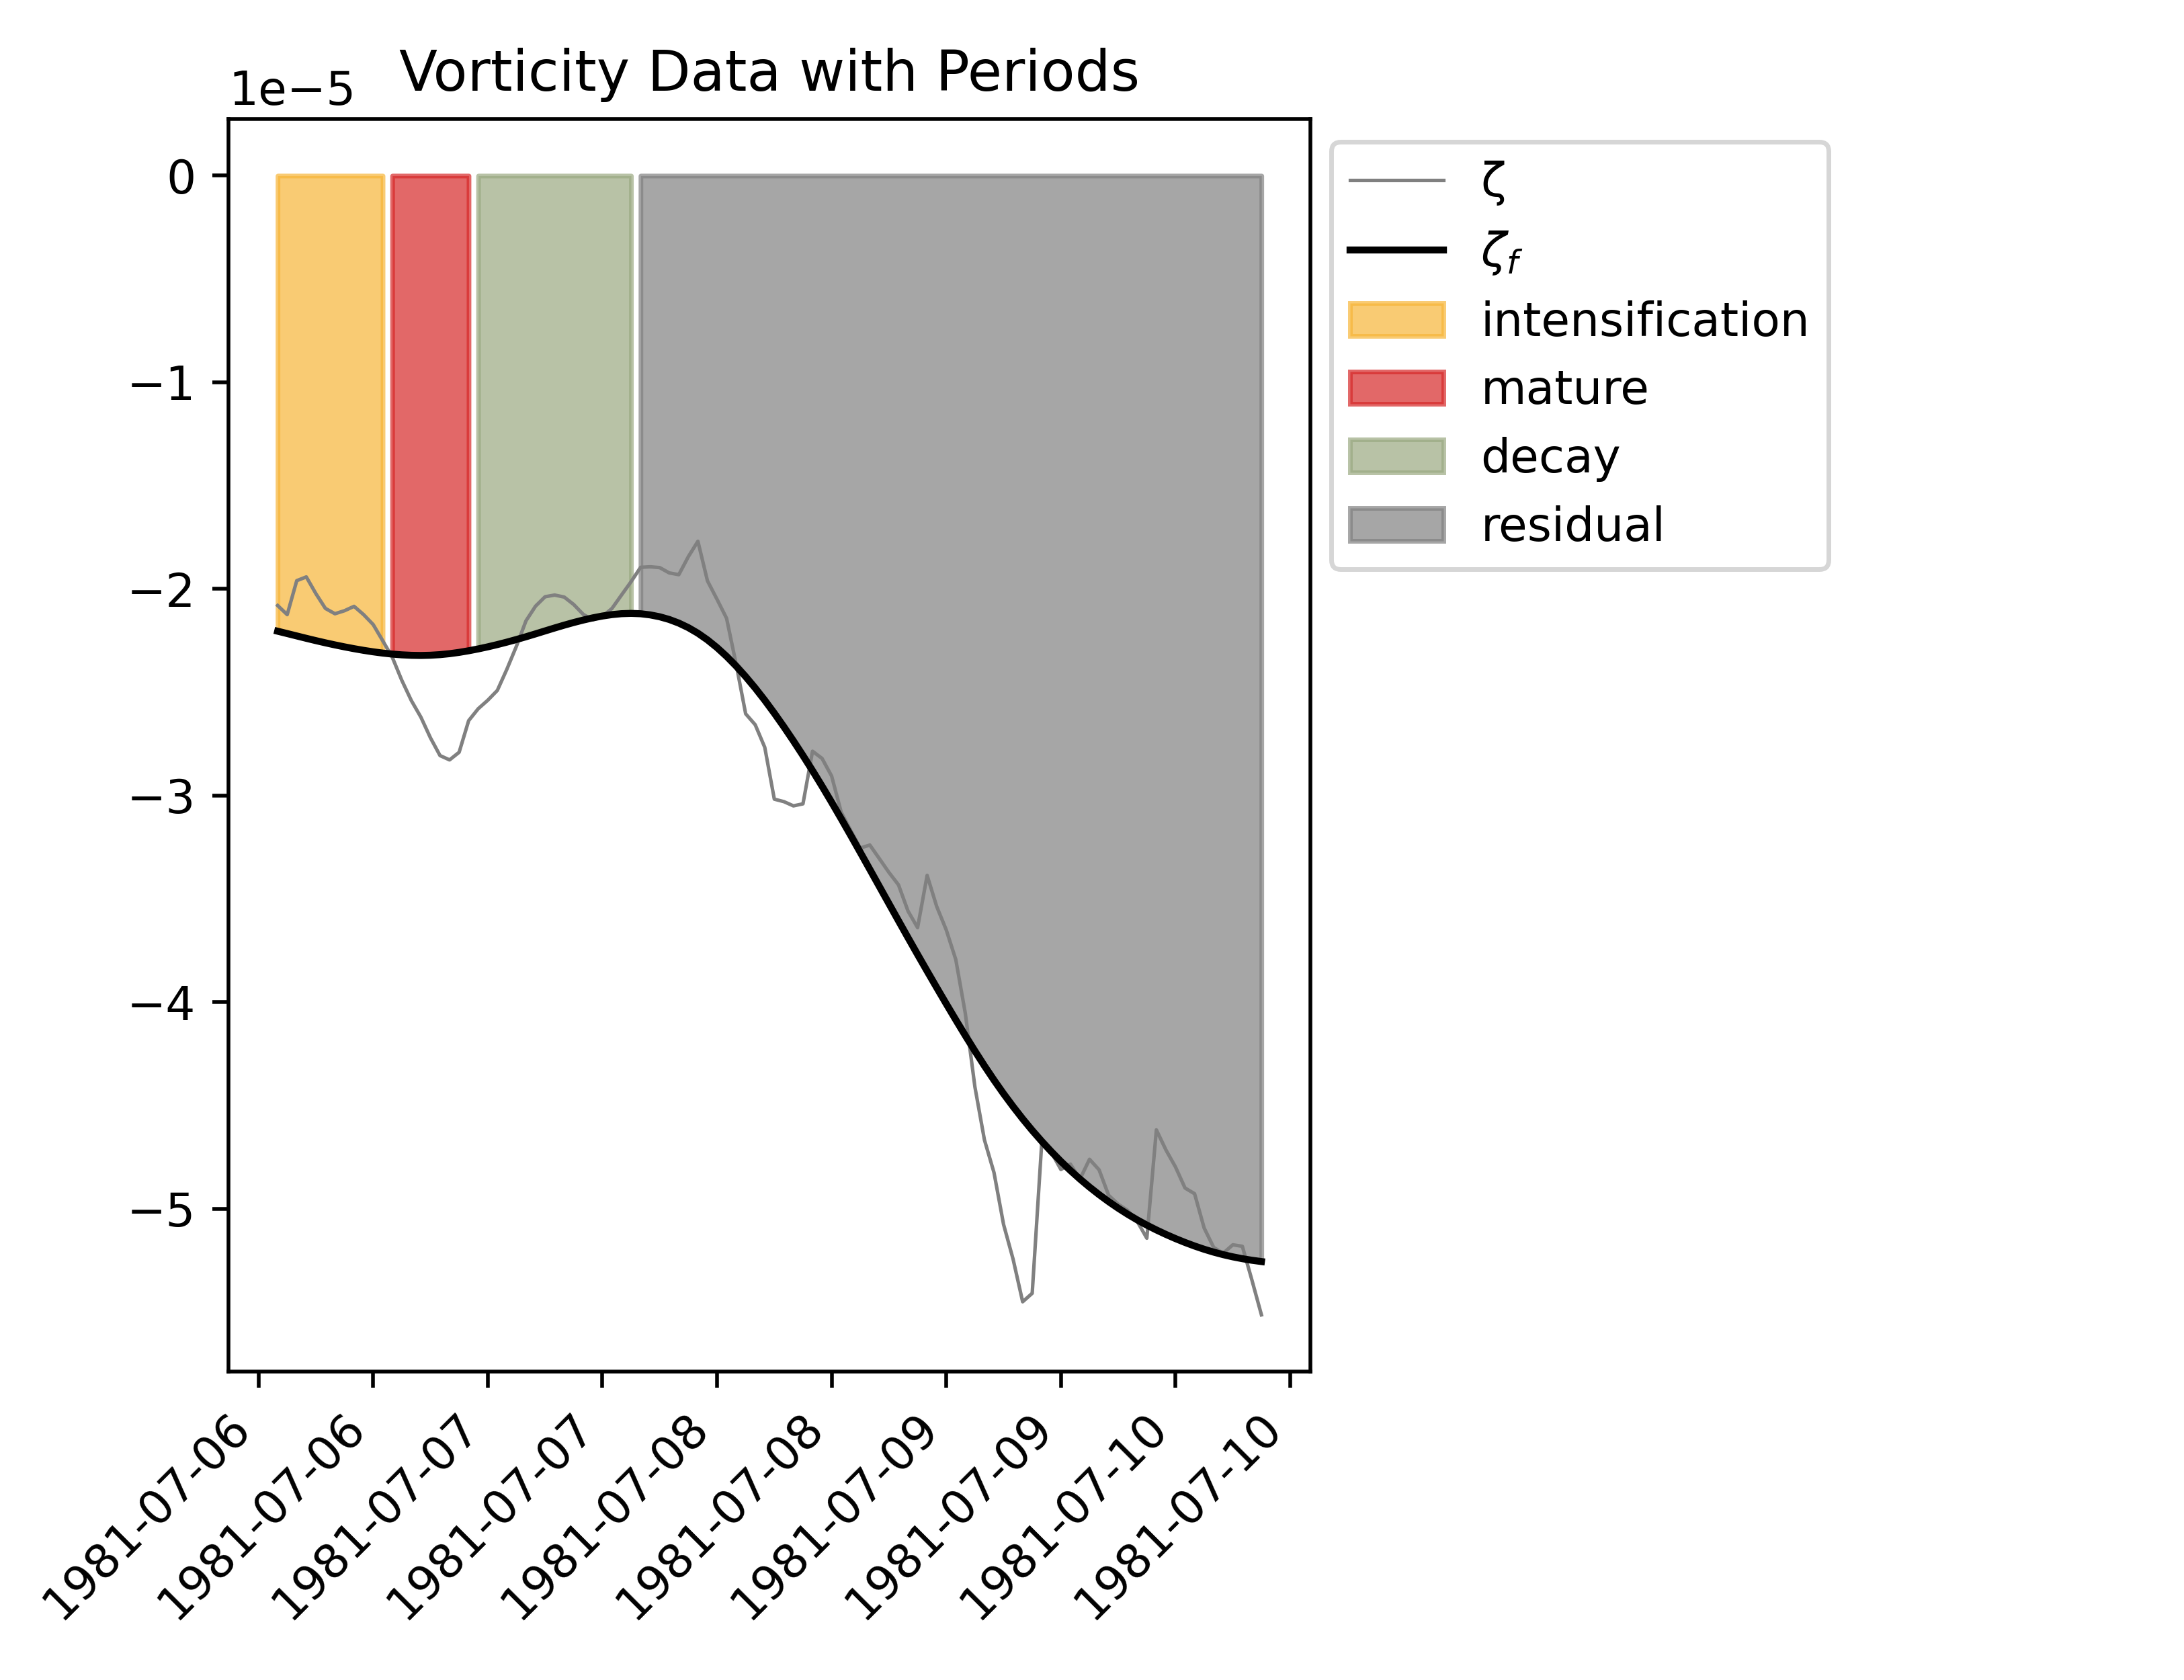 Vorticity Data with Periods
1e−5
0
−1
−2
−3
−4
−5
1981-07-06
1981-07-06
1981-07-07
1981-07-07
1981-07-08
1981-07-08
1981-07-09
1981-07-09
1981-07-10
1981-07-10
ζ
ζf
intensification
mature
decay
residual